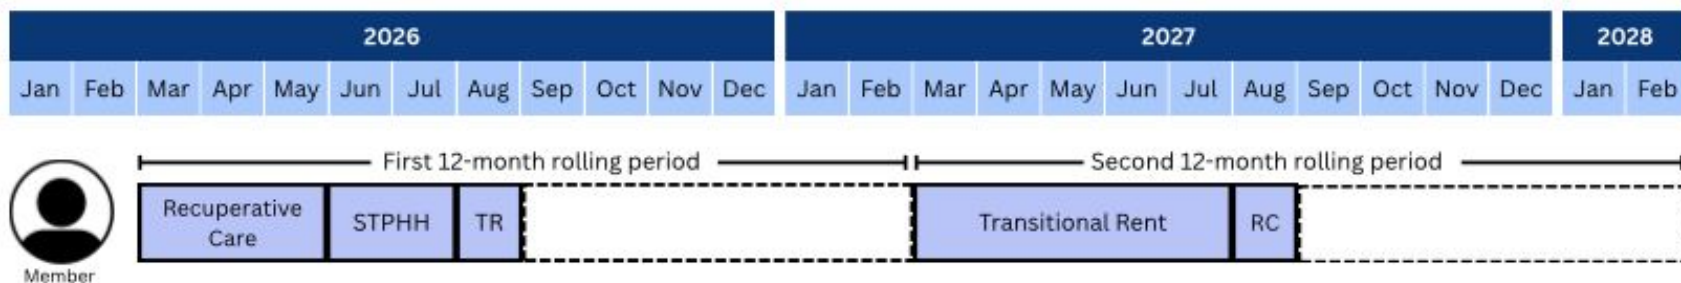 2026 2027 2028
Jan Feb Mar Apr May Jun Jul Aug Sep Oct Nov Dec Jan Feb Mar Apr May Jun Jul Aug Sep Oct Nov Dec Jan Feb
First 12-month rolling period Second 12-month rolling period
Recuperative
Care
STPHH TR Transitional Rent RC
Member